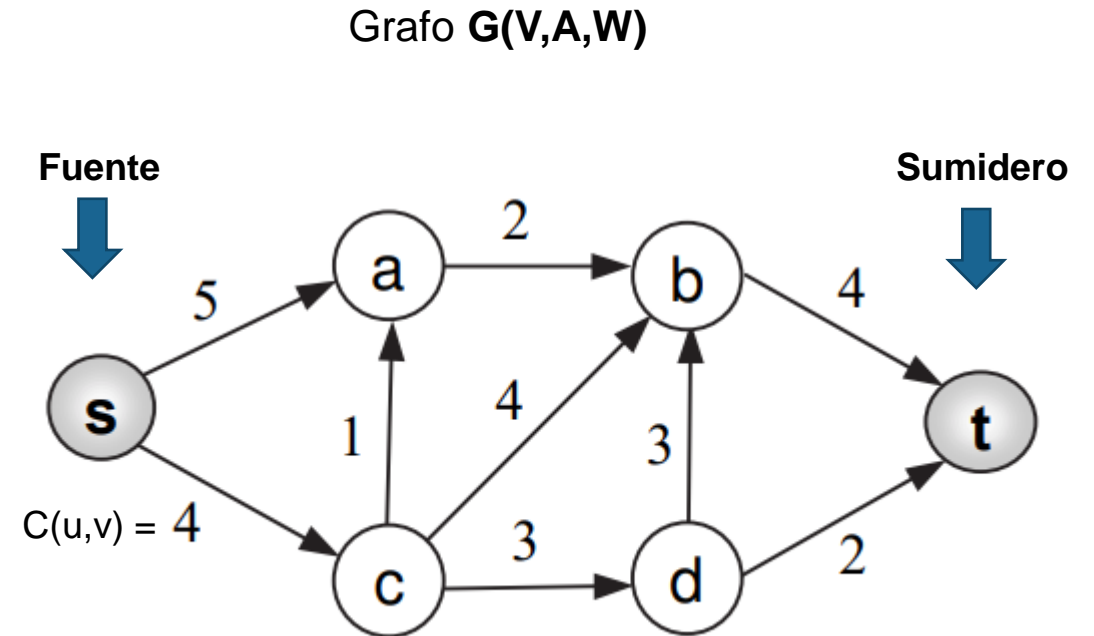 Grafo G(V,A,W)
Fuente
Sumidero
2
a
b
5
4
s
1
4
3
t
C(u,v) = 4
3
2
c
d